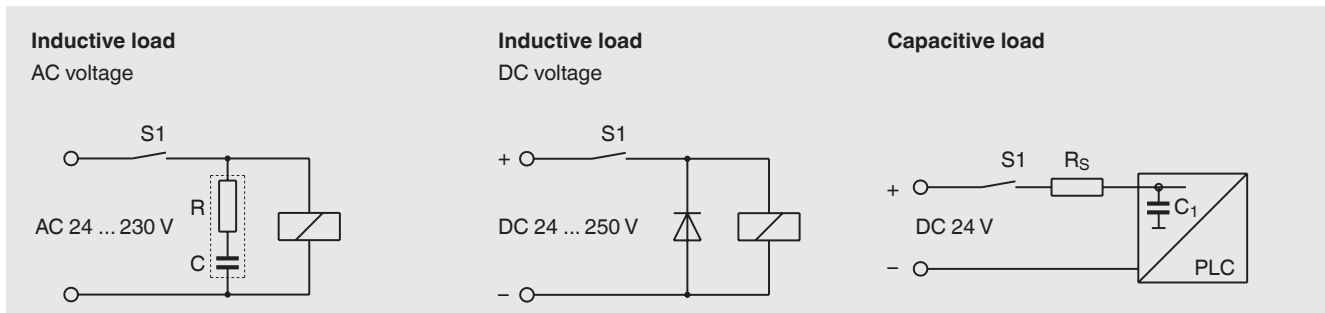 Inductive load
AC voltage
S1
R
AC 24 ... 230 V
C
Inductive load
DC voltage
S1
+
DC 24 ... 250 V
–
Capacitive load
S1
RS
+
C1
DC 24 V
–
PLC